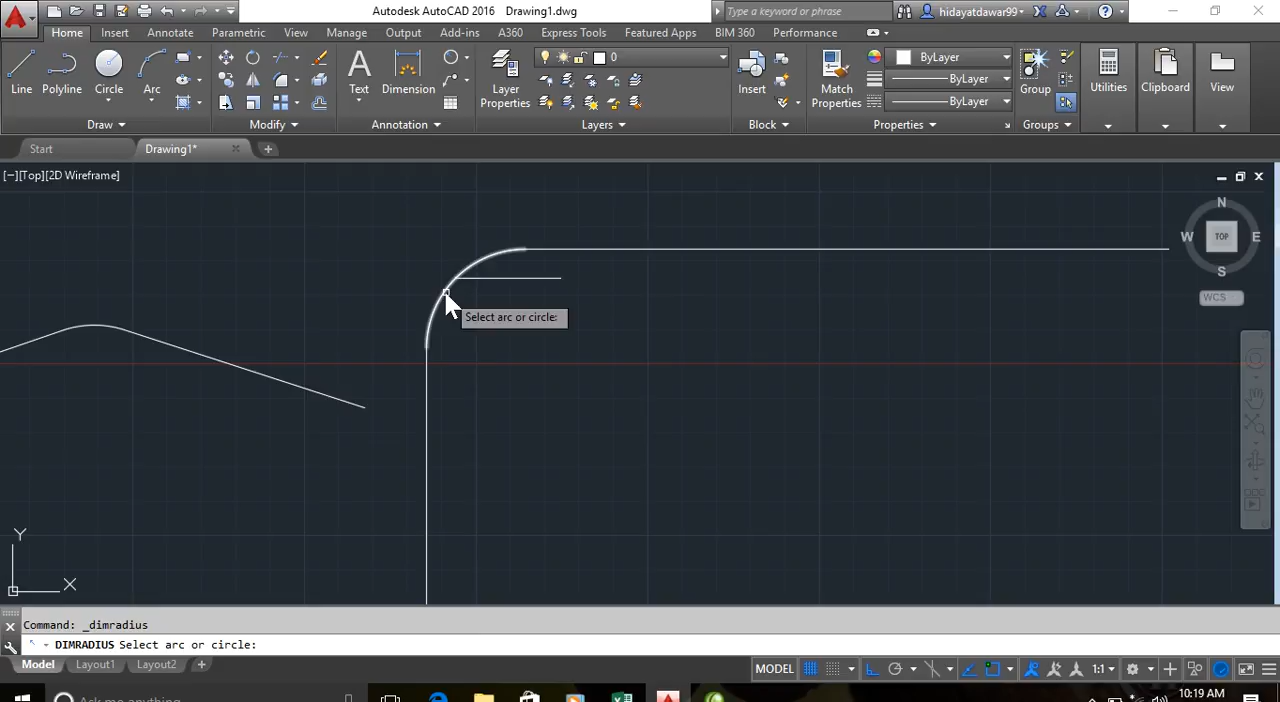 Autodesk AutoCAD 2016 Drawing1.dwg
Type a keyword or phrase
hidayatdawar99
Home Insert Annotate Parametric View Manage Output Add-ins A360 Express Tools Featured Apps BIM 360 Performance
Line Polyline Circle Arc
Text Dimension
Layer Properties
0
Insert
Match Properties
ByLayer
ByLayer
ByLayer
Group
Utilities
Clipboard
View
Draw Modify Annotation Layers Block Properties Groups
Start Drawing1* +
[−][Top][2D Wireframe]
N
W TOP E
S
WCS
Select arc or circle:
Y
X
Command: _dimradius
DIMRADIUS Select arc or circle:
Model Layout1 Layout2 +
MODEL 1:1
Ask me anything
10:19 AM